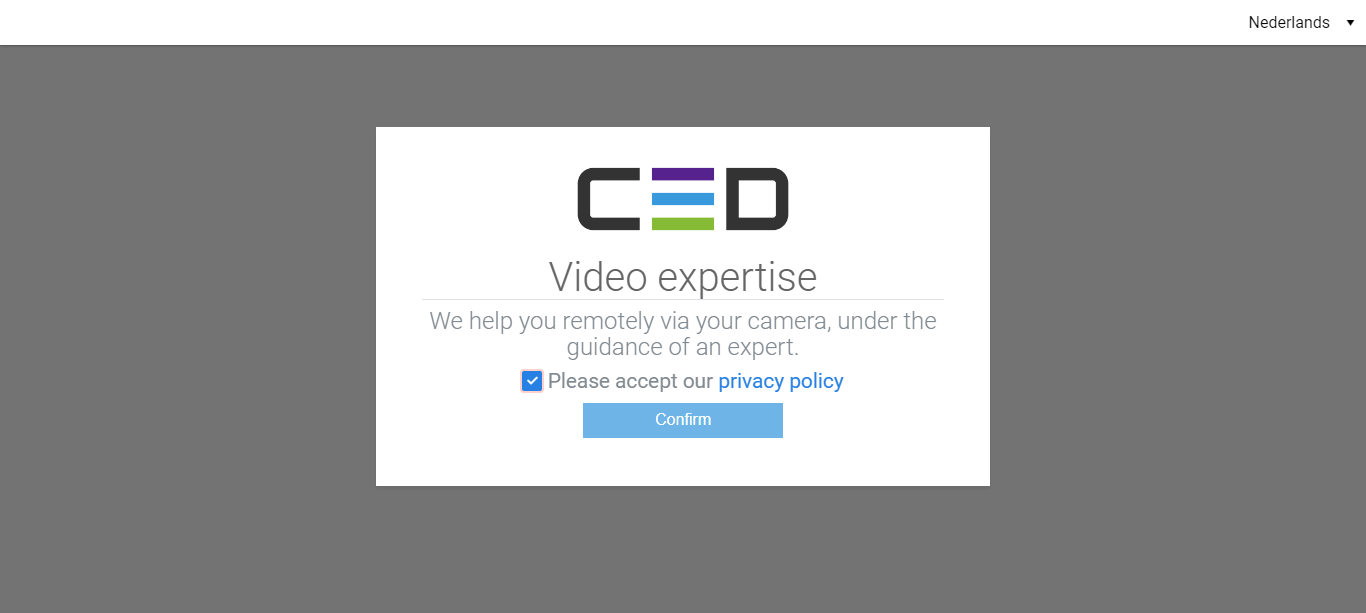 Nederlands
CED
Video expertise
We help you remotely via your camera, under the
guidance of an expert.
Please accept our privacy policy
Confirm